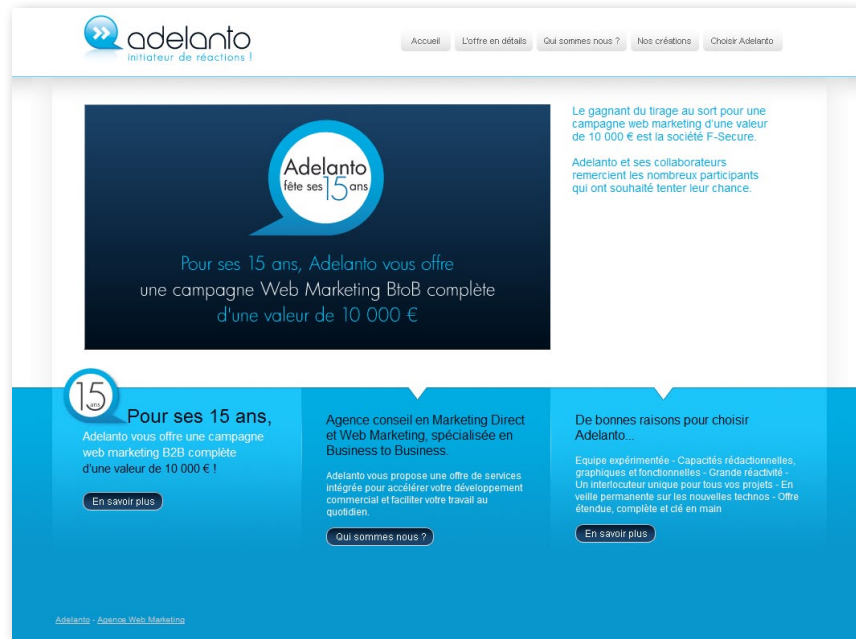 adelanto
initiateur de réactions !
Accueil
L'offre en détails
Qui sommes nous ?
Nos créations
Choisir Adelanto
Adelanto
fête ses 15 ans
Pour ses 15 ans, Adelanto vous offre
une campagne Web Marketing BtoB complète
d'une valeur de 10 000 €
Le gagnant du tirage au sort pour une
campagne web marketing d'une valeur
de 10 000 € est la société F-Secure.
Adelanto et ses collaborateurs
remercient les nombreux participants
qui ont souhaité tenter leur chance.
15
ans
Pour ses 15 ans,
Adelanto vous offre une campagne
web marketing B2B complète
d'une valeur de 10 000 € !
En savoir plus
Agence conseil en Marketing Direct
et Web Marketing, spécialisée en
Business to Business.
Adelanto vous propose une offre de services
intégrée pour accélérer votre développement
commercial et faciliter votre travail au
quotidien.
Qui sommes nous ?
De bonnes raisons pour choisir
Adelanto...
Equipe expérimentée - Capacités rédactionnelles,
graphiques et fonctionnelles - Grande réactivité -
Un interlocuteur unique pour tous vos projets - En
veille permanente sur les nouvelles technos - Offre
étendue, complète et clé en main
En savoir plus
Adelanto - Agence Web Marketing